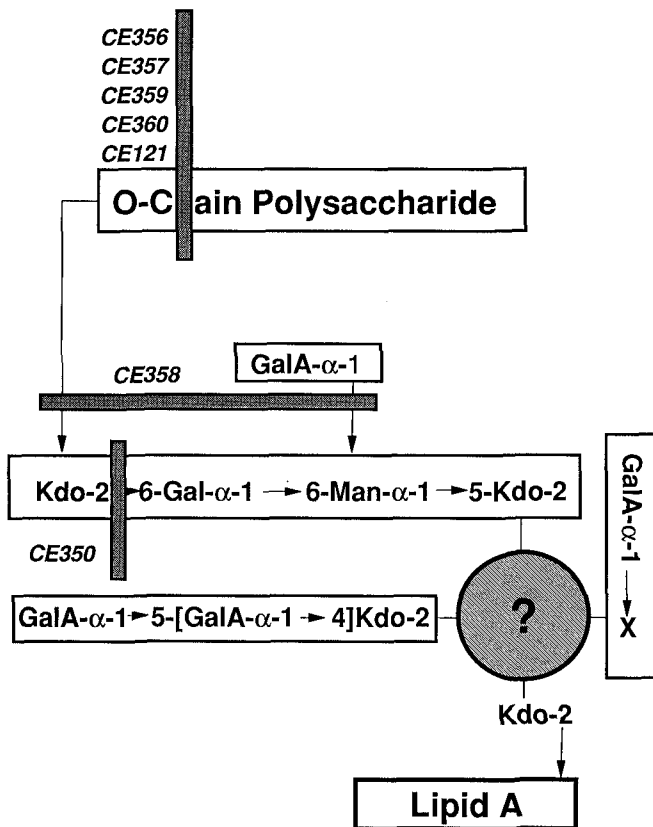 CE356
CE357
CE359
CE360
CE121
O-C ain Polysaccharide
GalA-α-1
CE358
Kdo-2 → 6-Gal-α-1 → 6-Man-α-1 → 5-Kdo-2
CE350
GalA-α-1 → X
GalA-α-1 → 5-[GalA-α-1 → 4]Kdo-2
?
Kdo-2
Lipid A